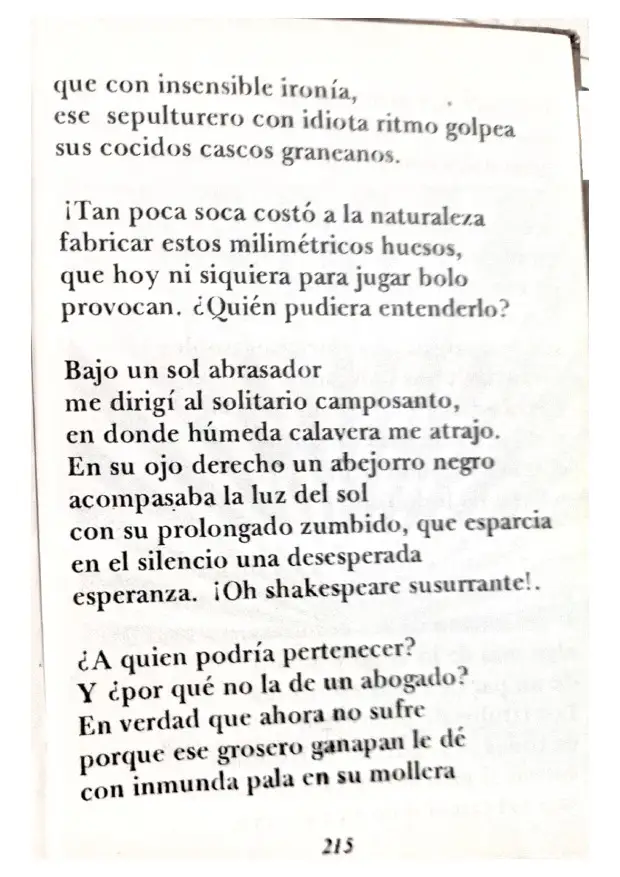 que con insensible ironía,
ese sepulturero con idiota ritmo golpea
sus cocidos cascos graneanos.
¡Tan poca soca costó a la naturaleza
fabricar estos milimétricos huesos,
que hoy ni siquiera para jugar bolo
provocan. ¿Quién pudiera entenderlo?
Bajo un sol abrasador
me dirigí al solitario camposanto,
en donde húmeda calavera me atrajo.
En su ojo derecho un abejorro negro
acompasaba la luz del sol
con su prolongado zumbido, que esparcia
en el silencio una desesperada
esperanza. ¡Oh shakespeare susurrante!.
¿A quien podría pertenecer?
Y ¿por qué no la de un abogado?
En verdad que ahora no sufre
porque ese grosero ganapan le dé
con inmunda pala en su mollera
215